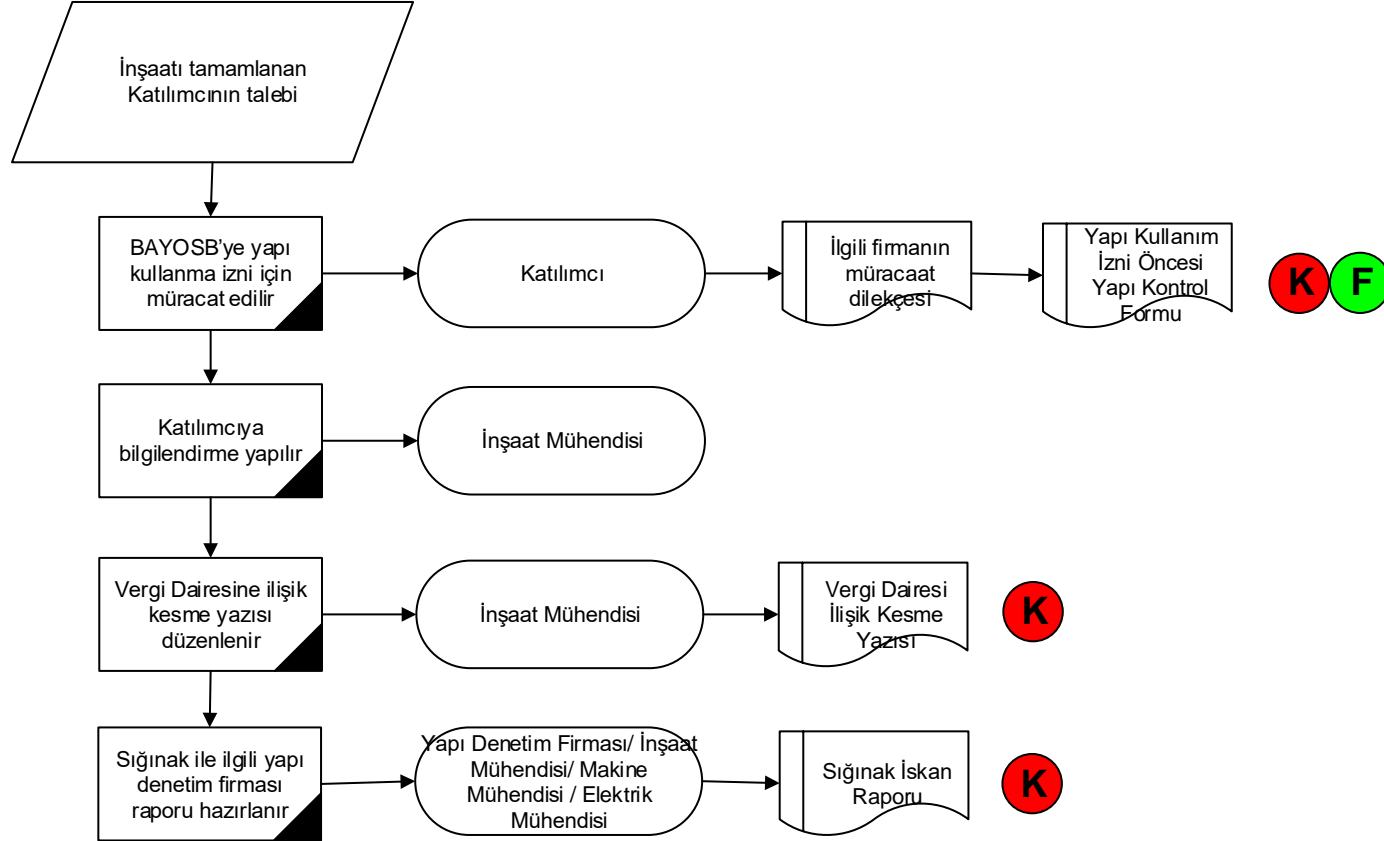 İnşaatı tamamlanan
Katılımcının talebi
BAYOSB’ye yapı
kullanma izni için
müracat edilir
Katılımcı
İlgili firmanın
müracaat
dilekçesi
Yapı Kullanım
İzni Öncesi
Yapı Kontrol
Formu
K
F
Katılımcıya
bilgilendirme yapılır
İnşaat Mühendisi
Vergi Dairesine ilişik
kesme yazısı
düzenlenir
İnşaat Mühendisi
Vergi Dairesi
İlişik Kesme
Yazısı
K
Sığınak ile ilgili yapı
denetim firması
raporu hazırlanır
Yapı Denetim Firması/ İnşaat
Mühendisi/ Makine
Mühendisi / Elektrik
Mühendisi
Sığınak İskan
Raporu
K